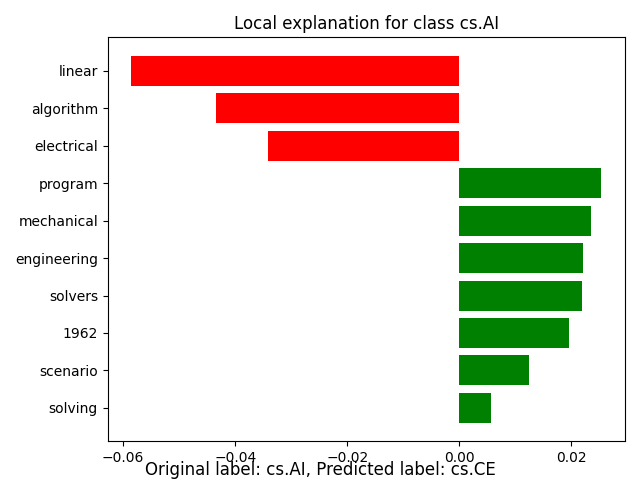 Local explanation for class cs.AI
linear
algorithm
electrical
program
mechanical
engineering
solvers
1962
scenario
solving
−0.06 −0.04 −0.02 0.00 0.02
Original label: cs.AI, Predicted label: cs.CE